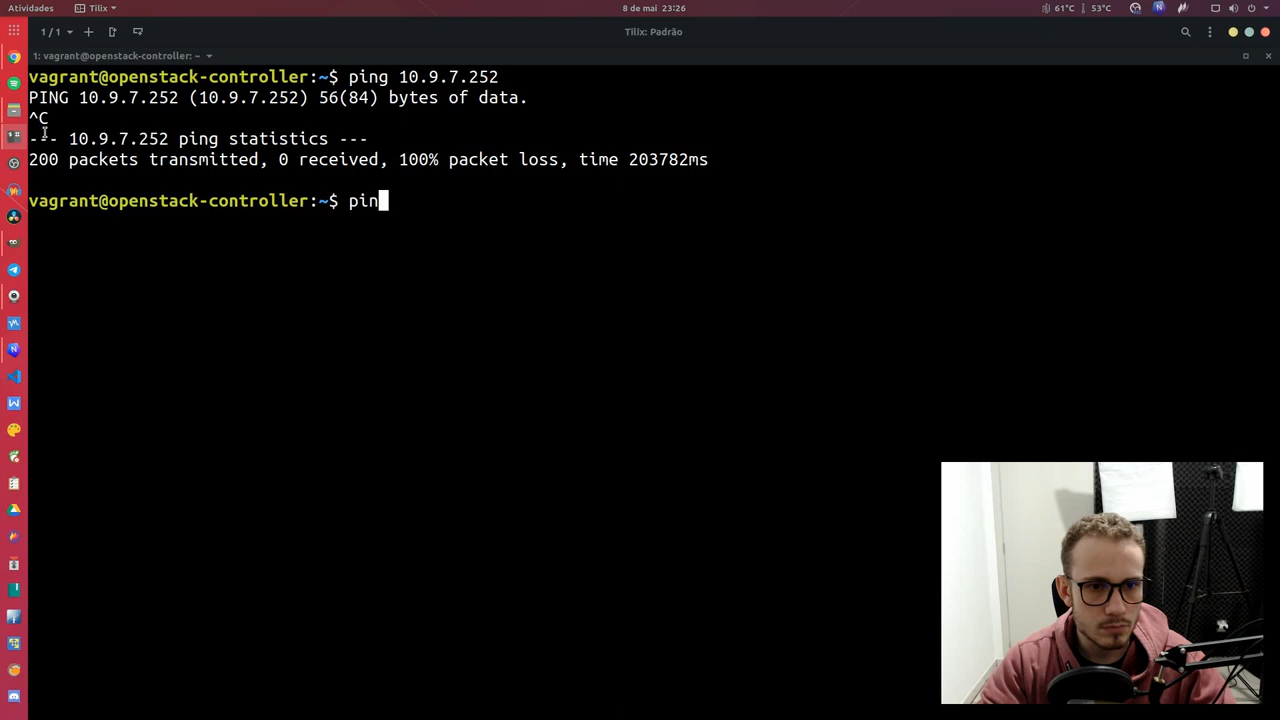 Atividades
Tilix
8 de mai 23:26
61°C
53°C
1 / 1
Tilix: Padrão
1: vagrant@openstack-controller: ~
vagrant@openstack-controller:~$ ping 10.9.7.252
PING 10.9.7.252 (10.9.7.252) 56(84) bytes of data.
^C
--- 10.9.7.252 ping statistics ---
200 packets transmitted, 0 received, 100% packet loss, time 203782ms
vagrant@openstack-controller:~$ pin